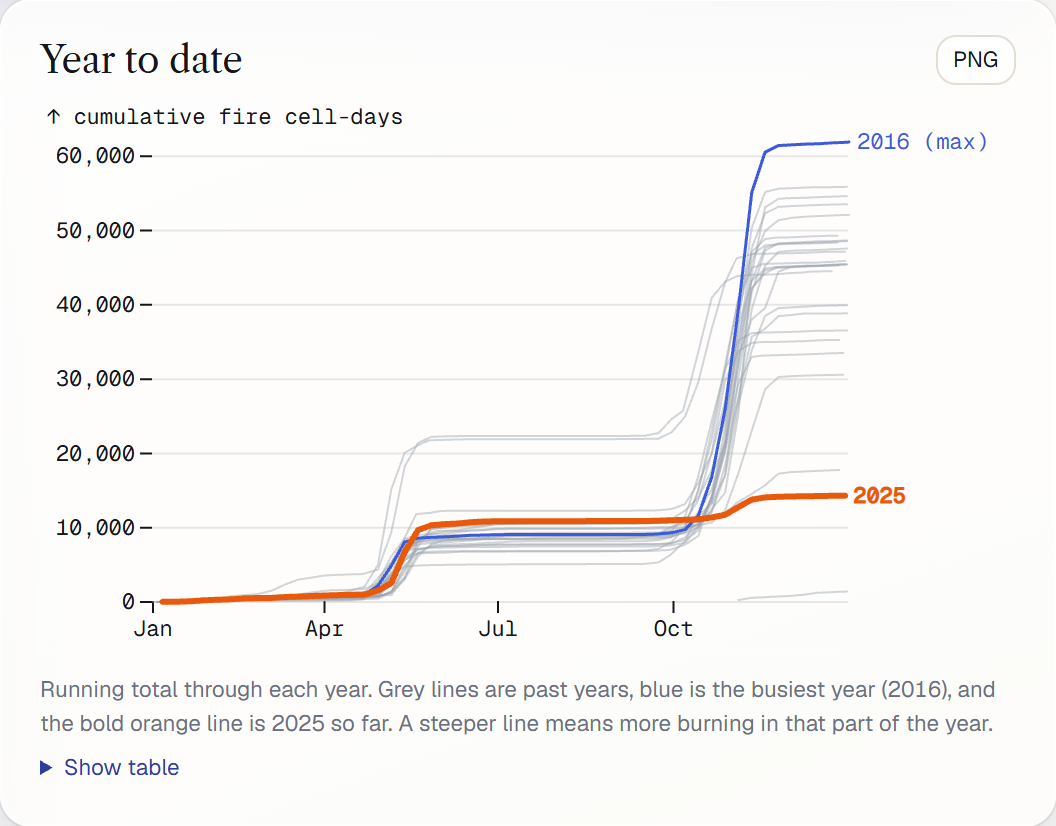 Year to date
PNG
↑ cumulative fire cell-days
60,000
2016 (max)
50,000
40,000
30,000
20,000
2025
10,000
0
Jan Apr Jul Oct
Running total through each year. Grey lines are past years, blue is the busiest year (2016), and
the bold orange line is 2025 so far. A steeper line means more burning in that part of the year.
▶ Show table